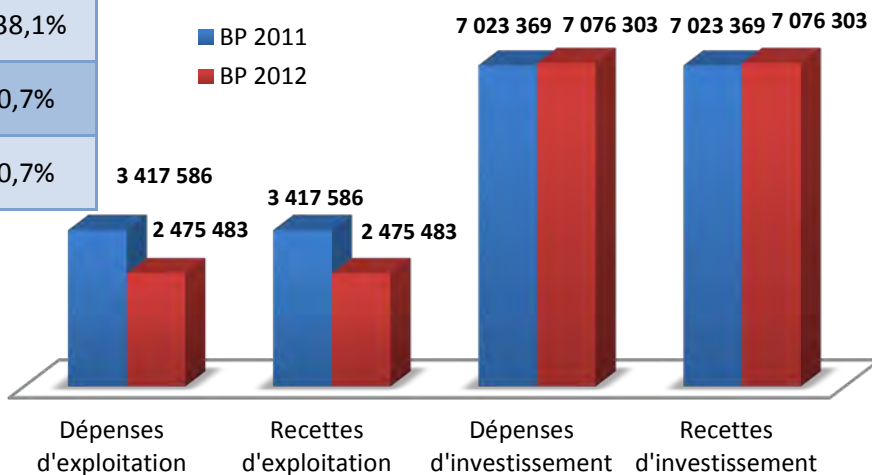 38,1%
0,7%
0,7%
BP 2011
BP 2012
3 417 586
2 475 483
3 417 586
2 475 483
7 023 369 7 076 303
7 023 369 7 076 303
Dépenses
d'exploitation
Recettes
d'exploitation
Dépenses
d'investissement
Recettes
d'investissement